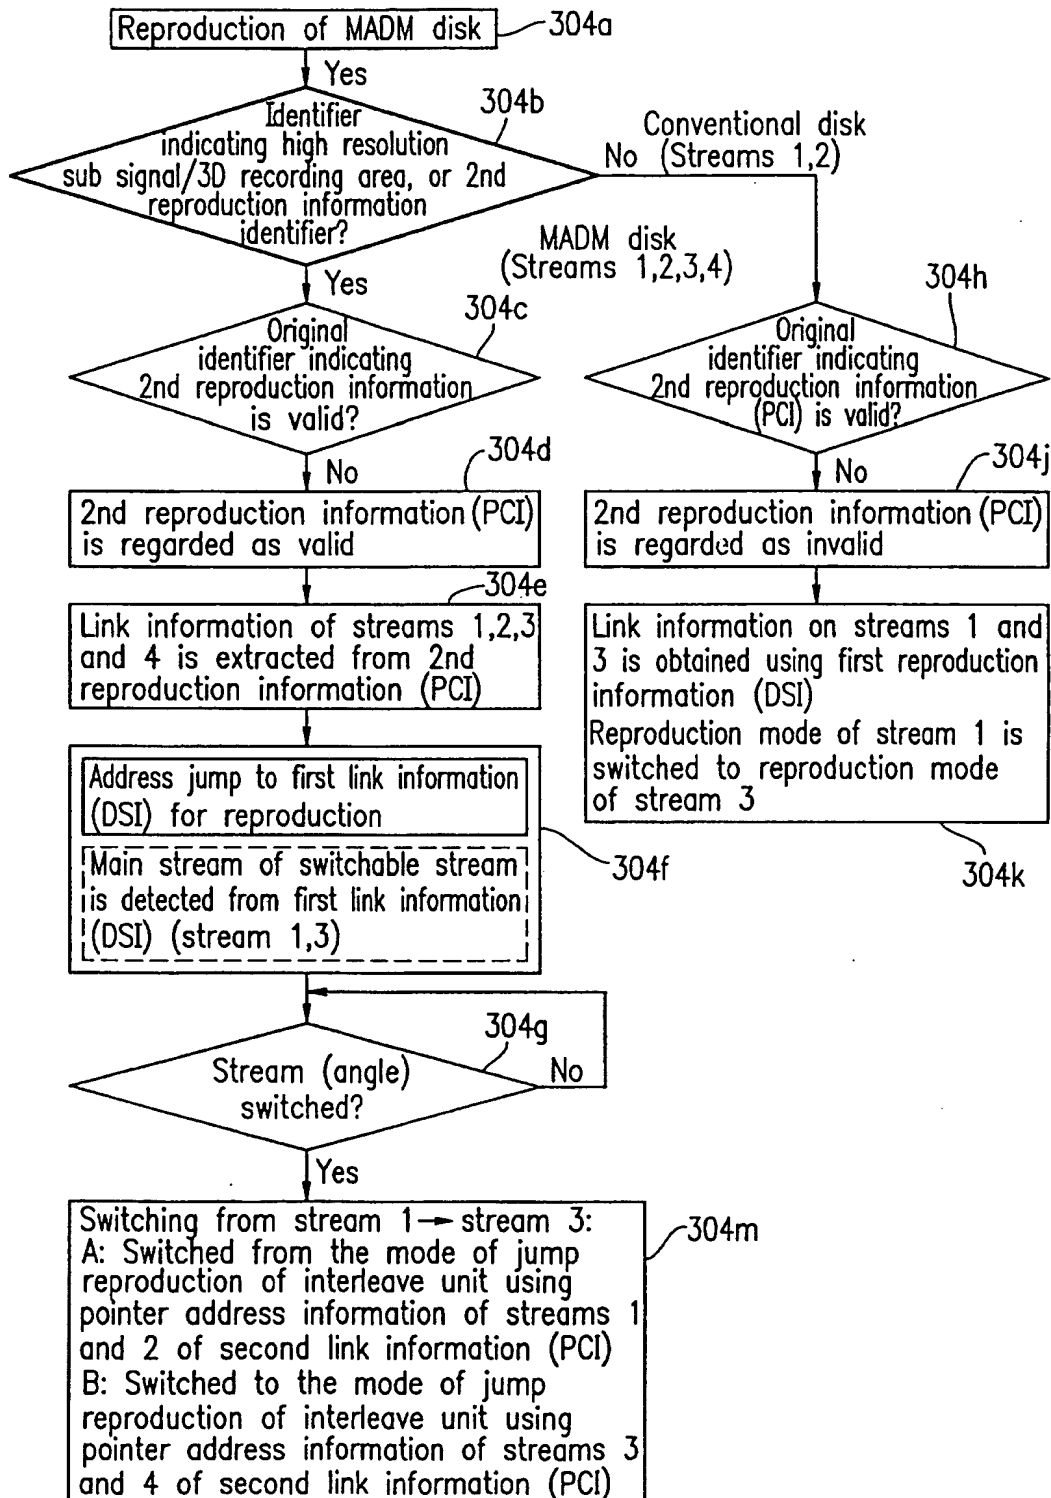 Reproduction of MADM disk
304a
Yes
304b
Identifier
indicating high resolution
sub signal/3D recording area, or 2nd
reproduction information
identifier?
Conventional disk
No (Streams 1,2)
MADM disk
(Streams 1,2,3,4)
Yes
304c
Original
identifier indicating
2nd reproduction information
is valid?
304h
Original
identifier indicating
2nd reproduction information
(PCI) is valid?
No
304d
2nd reproduction information (PCI)
is regarded as valid
No
304j
2nd reproduction information (PCI)
is regarded as invalid
304e
Link information of streams 1,2,3
and 4 is extracted from 2nd
reproduction information (PCI)
Link information on streams 1 and
3 is obtained using first reproduction
information (DSI)
Reproduction mode of stream 1 is
switched to reproduction mode
of stream 3
304k
Address jump to first link information
(DSI) for reproduction
Main stream of switchable stream
is detected from first link information
(DSI) (stream 1,3)
304f
304g
Stream (angle)
switched?
No
Yes
Switching from stream 1→ stream 3:
A: Switched from the mode of jump
reproduction of interleave unit using
pointer address information of streams 1
and 2 of second link information (PCI)
B: Switched to the mode of jump
reproduction of interleave unit using
pointer address information of streams 3
and 4 of second link information (PCI)
304m